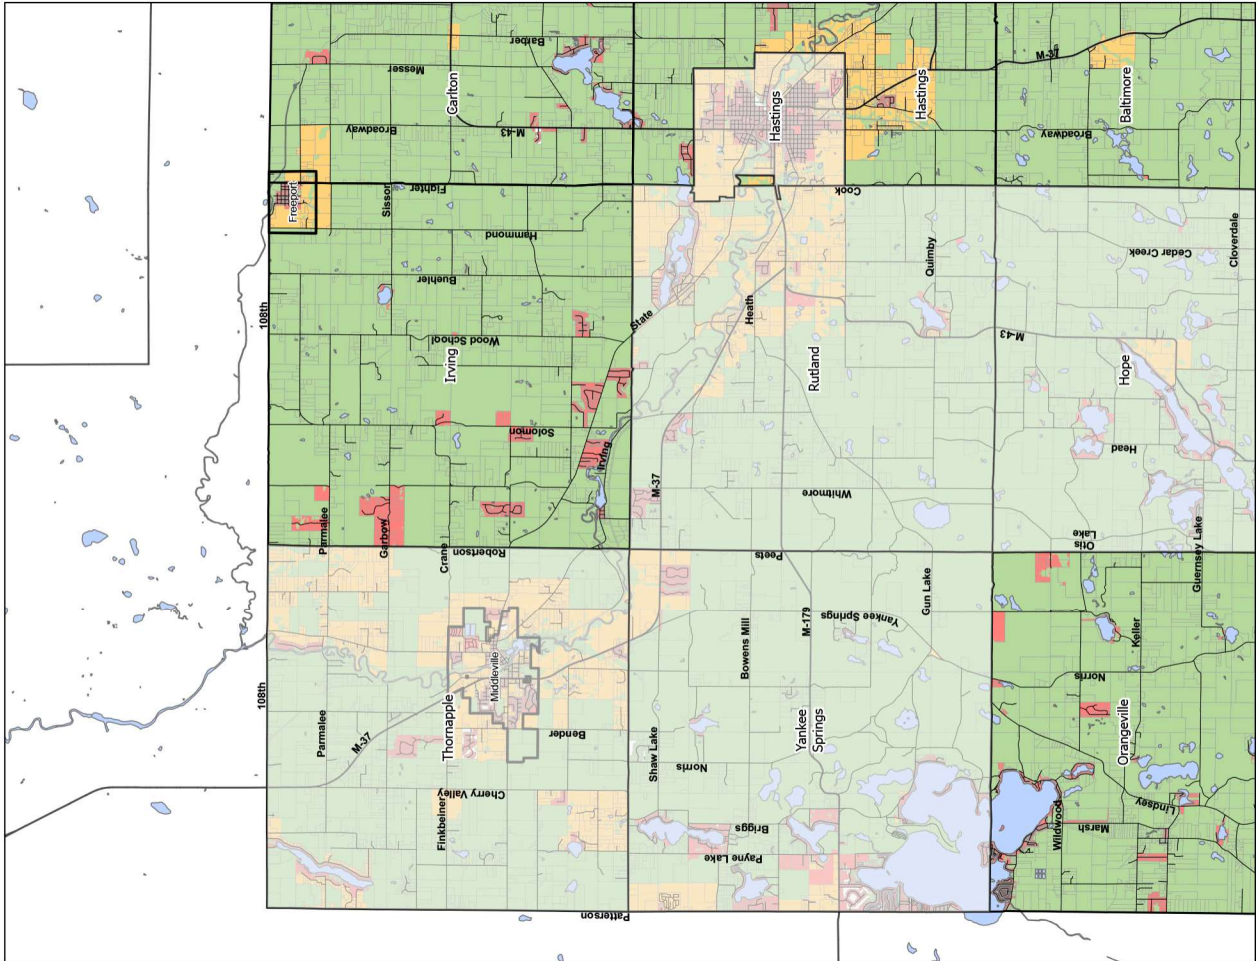 Barber
Messer
Carlton
M-43
Broadway
Freeport
Sisson
Fighter
Hammond
Buehler
108th
Wood School
Irving
Solomon
Irving
Parmalee
Garbow
Crane
Robertson
108th
Parmalee
M-37
Thornapple
Middleville
Bender
Cherry Valley
Finkbeiner
Patterson
Hastings
Hastings
M-37
Baltimore
Broadway
Cook
State
Heath
Quimby
Cedar Creek
Cloverdale
M-43
Rutland
Hope
Head
M-37
Whitmore
Otis
Lake
Guernsey Lake
Peets
Bowens Mill
M-179
Yankee Springs
Gun Lake
Keller
Norris
Shaw Lake
Norris
Yankee
Springs
Orangeville
Briggs
Payne Lake
Wildwood
Marsh
Lindsey